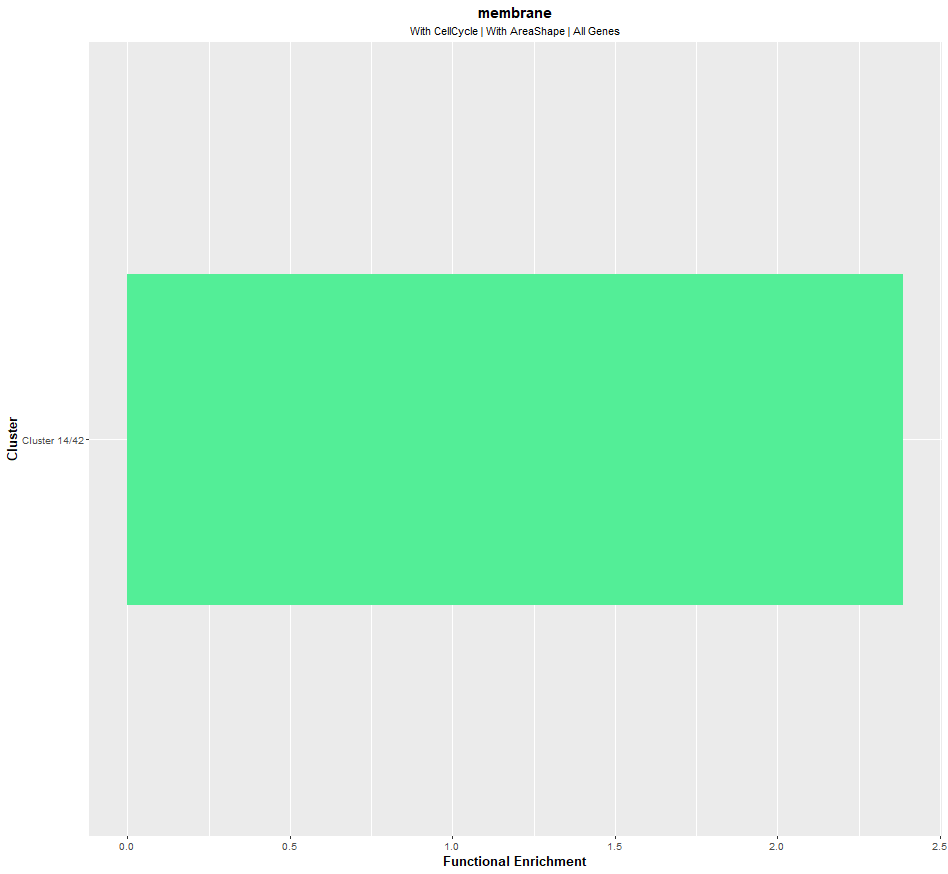 membrane
With CellCycle | With AreaShape | All Genes
Cluster
Cluster 14/42
0.0 0.5 1.0 1.5 2.0 2.5
Functional Enrichment